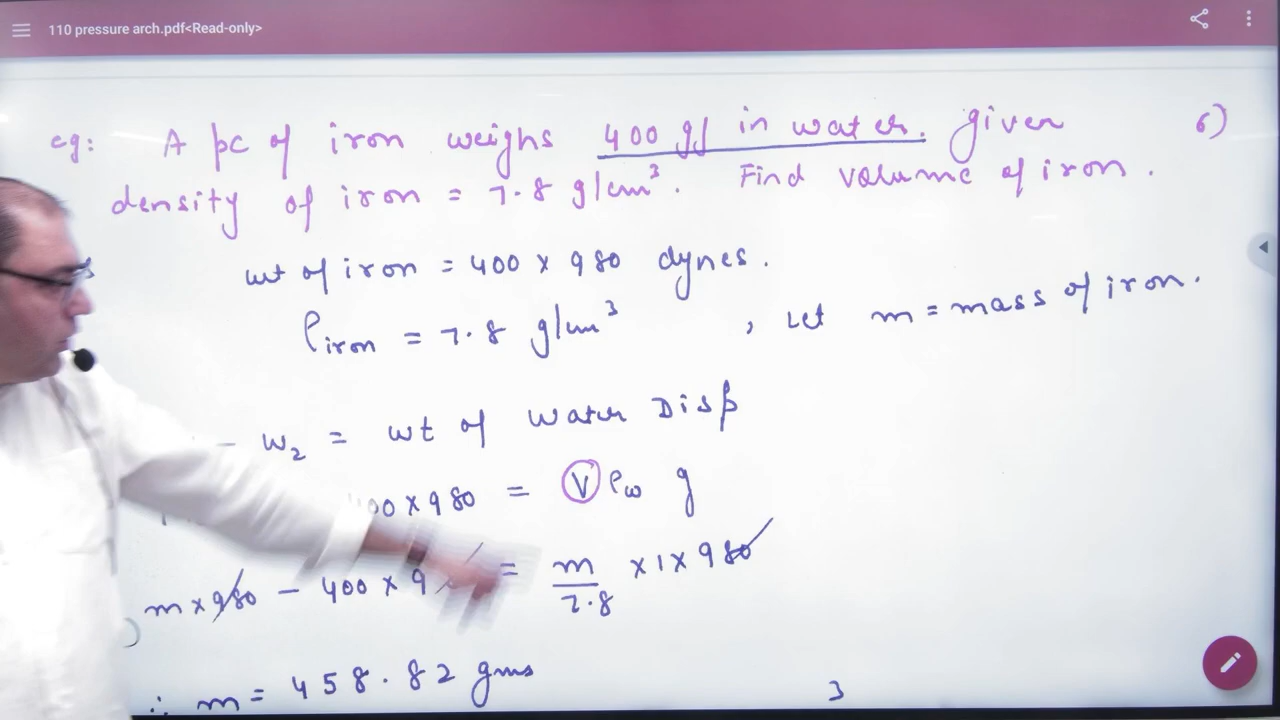 110 pressure arch.pdf<Read-only>
eg: A pc of iron weighs 400 gf in water. given 6)
density of iron = 7.8 g/cm³. Find volume of iron.
wt of iron = 400 x 980 dynes.
ρiron = 7.8 g/cm³ , Let m = mass of iron.
- W₂ = wt of water Disp
00 x 980 = V ρw g
m x 980 - 400 x 9 = m/7.8 x 1 x 980
∴ m = 458.82 gms 3